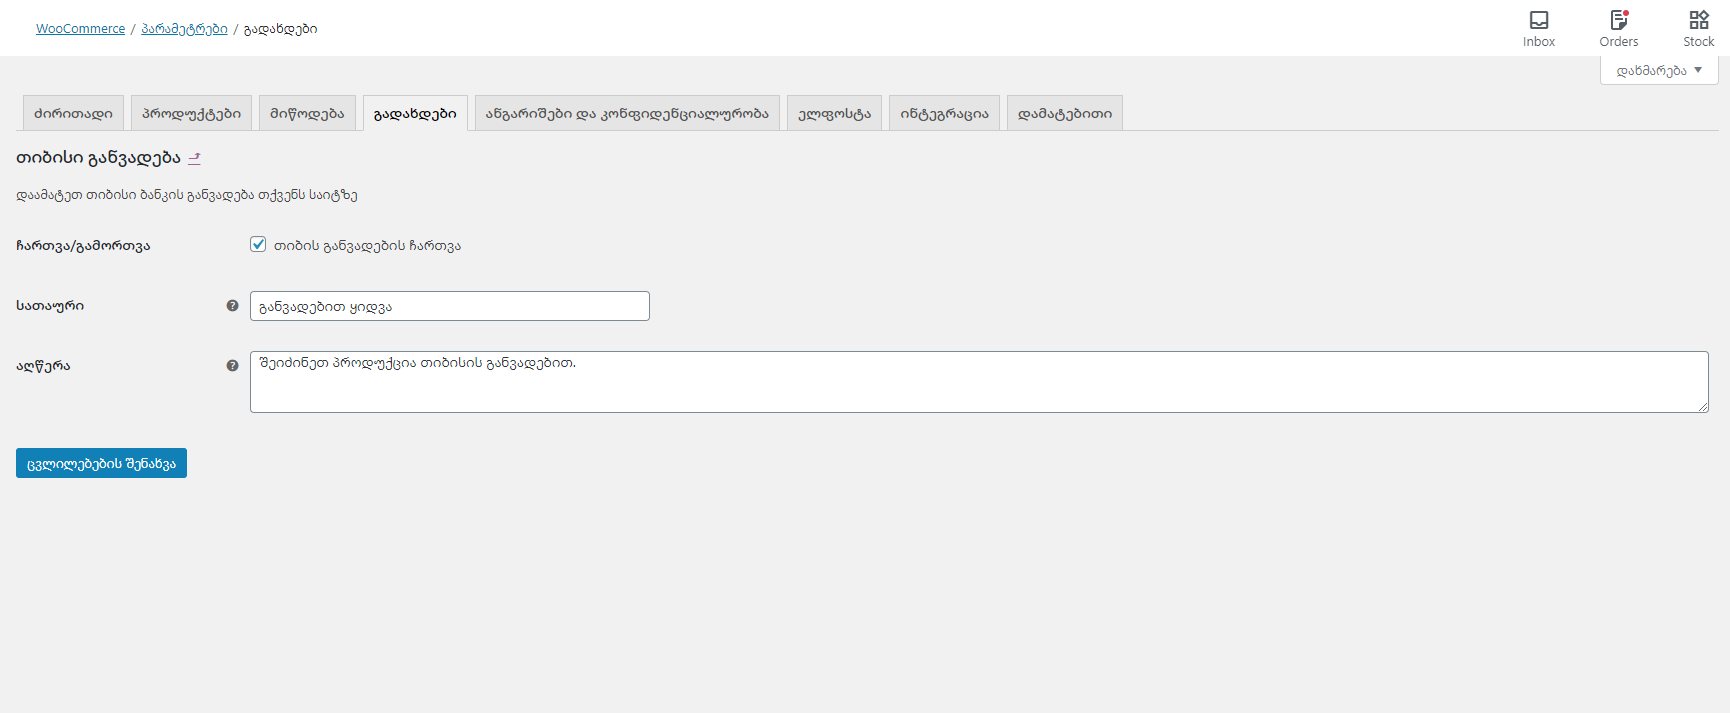 WooCommerce / პარამეტრები / გადახდები
Inbox
Orders
Stock
დახმარება
ძირითადი
პროდუქტები
მიწოდება
გადახდები
ანგარიშები და კონფიდენციალურობა
ელფოსტა
ინტეგრაცია
დამატებითი
თიბისი განვადება
დაამატეთ თიბისი ბანკის განვადება თქვენს საიტზე
ჩართვა/გამორთვა
თიბის განვადების ჩართვა
სათაური
განვადებით ყიდვა
აღწერა
შეიძინეთ პროდუქცია თიბისის განვადებით.
ცვლილებების შენახვა